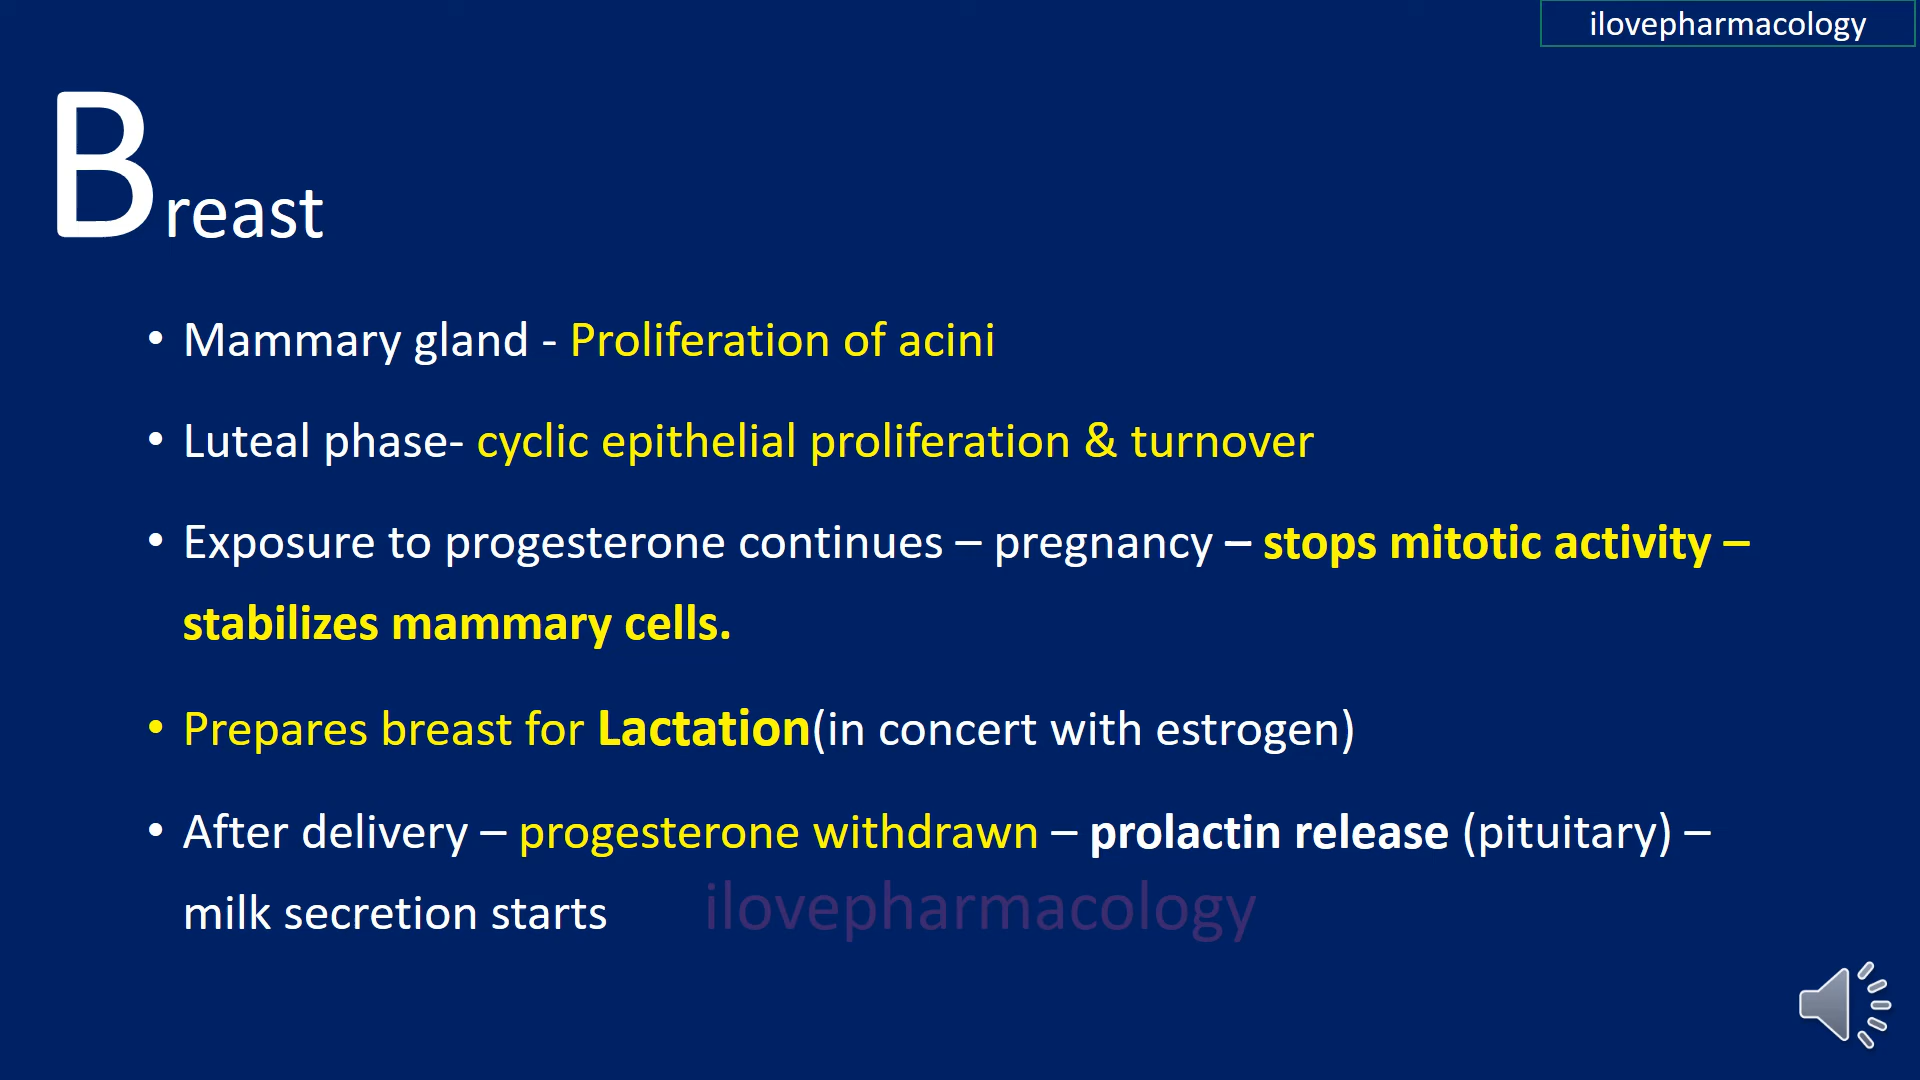 ilovepharmacology
Breast
• Mammary gland - Proliferation of acini
• Luteal phase- cyclic epithelial proliferation & turnover
• Exposure to progesterone continues – pregnancy – stops mitotic activity –
stabilizes mammary cells.
• Prepares breast for Lactation(in concert with estrogen)
• After delivery – progesterone withdrawn – prolactin release (pituitary) –
milk secretion starts
ilovepharmacology